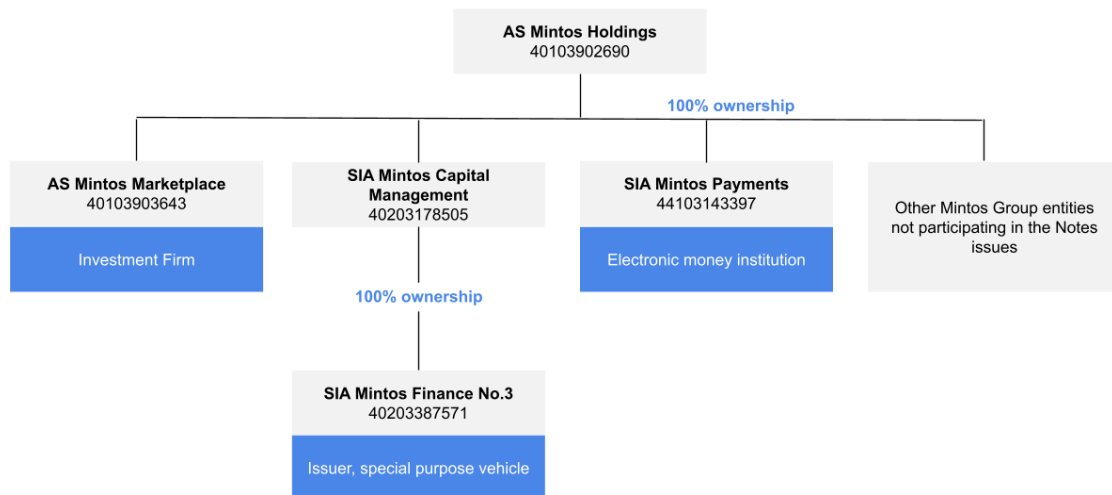 AS Mintos Holdings
40103902690
100% ownership
AS Mintos Marketplace
40103903643
Investment Firm
SIA Mintos Capital
Management
40203178505
SIA Mintos Payments
44103143397
Electronic money institution
Other Mintos Group entities
not participating in the Notes
issues
100% ownership
SIA Mintos Finance No.3
40203387571
Issuer, special purpose vehicle